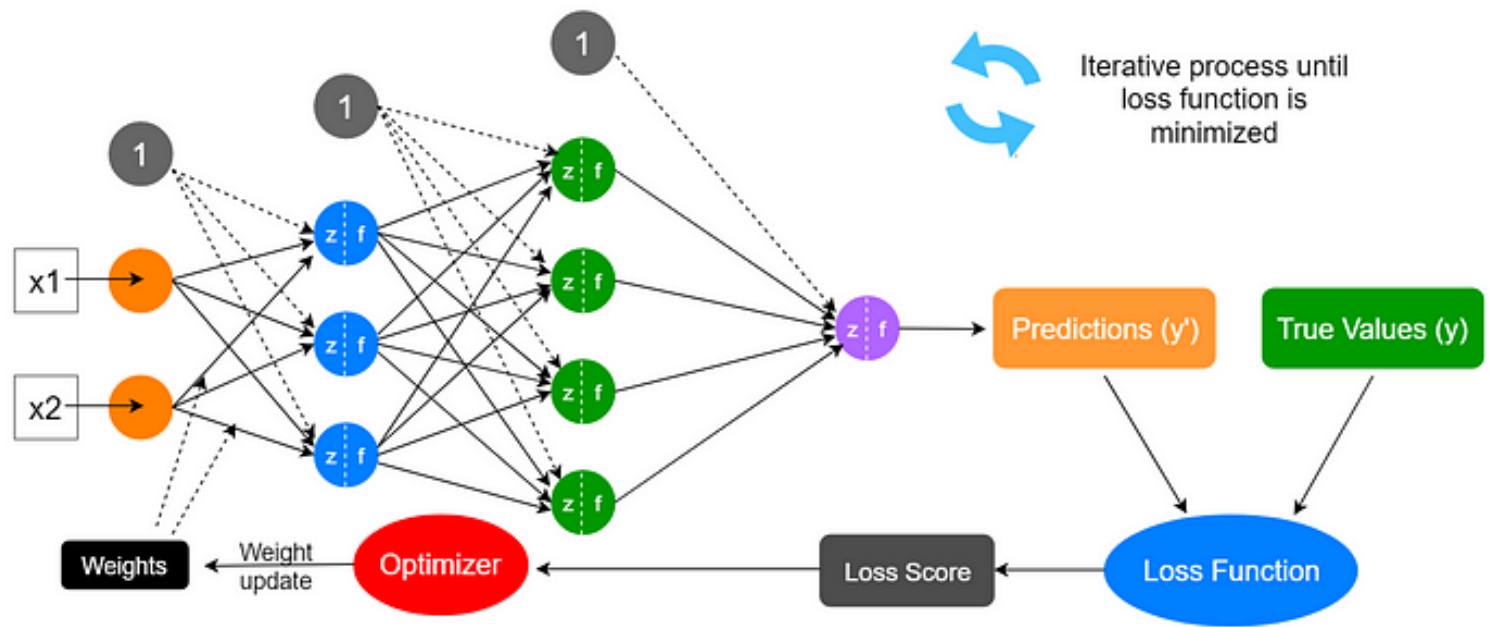 1
1
1
Iterative process until
loss function is
minimized
z f
z f
z f
z f
z f
z f
z f
z f
x1
x2
Predictions (y')
True Values (y)
Weights
Weight
update
Optimizer
Loss Score
Loss Function